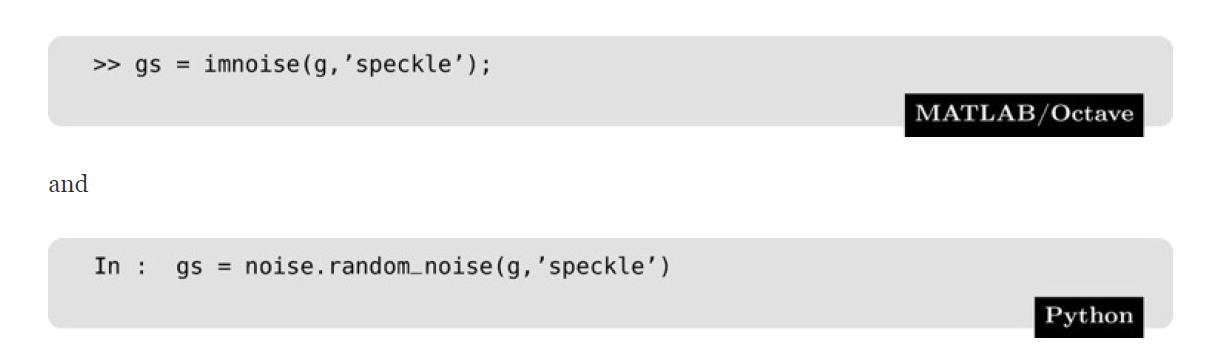 >> gs = imnoise(g,’speckle’);
MATLAB/Octave
and
In :  gs = noise.random_noise(g,’speckle’)
Python